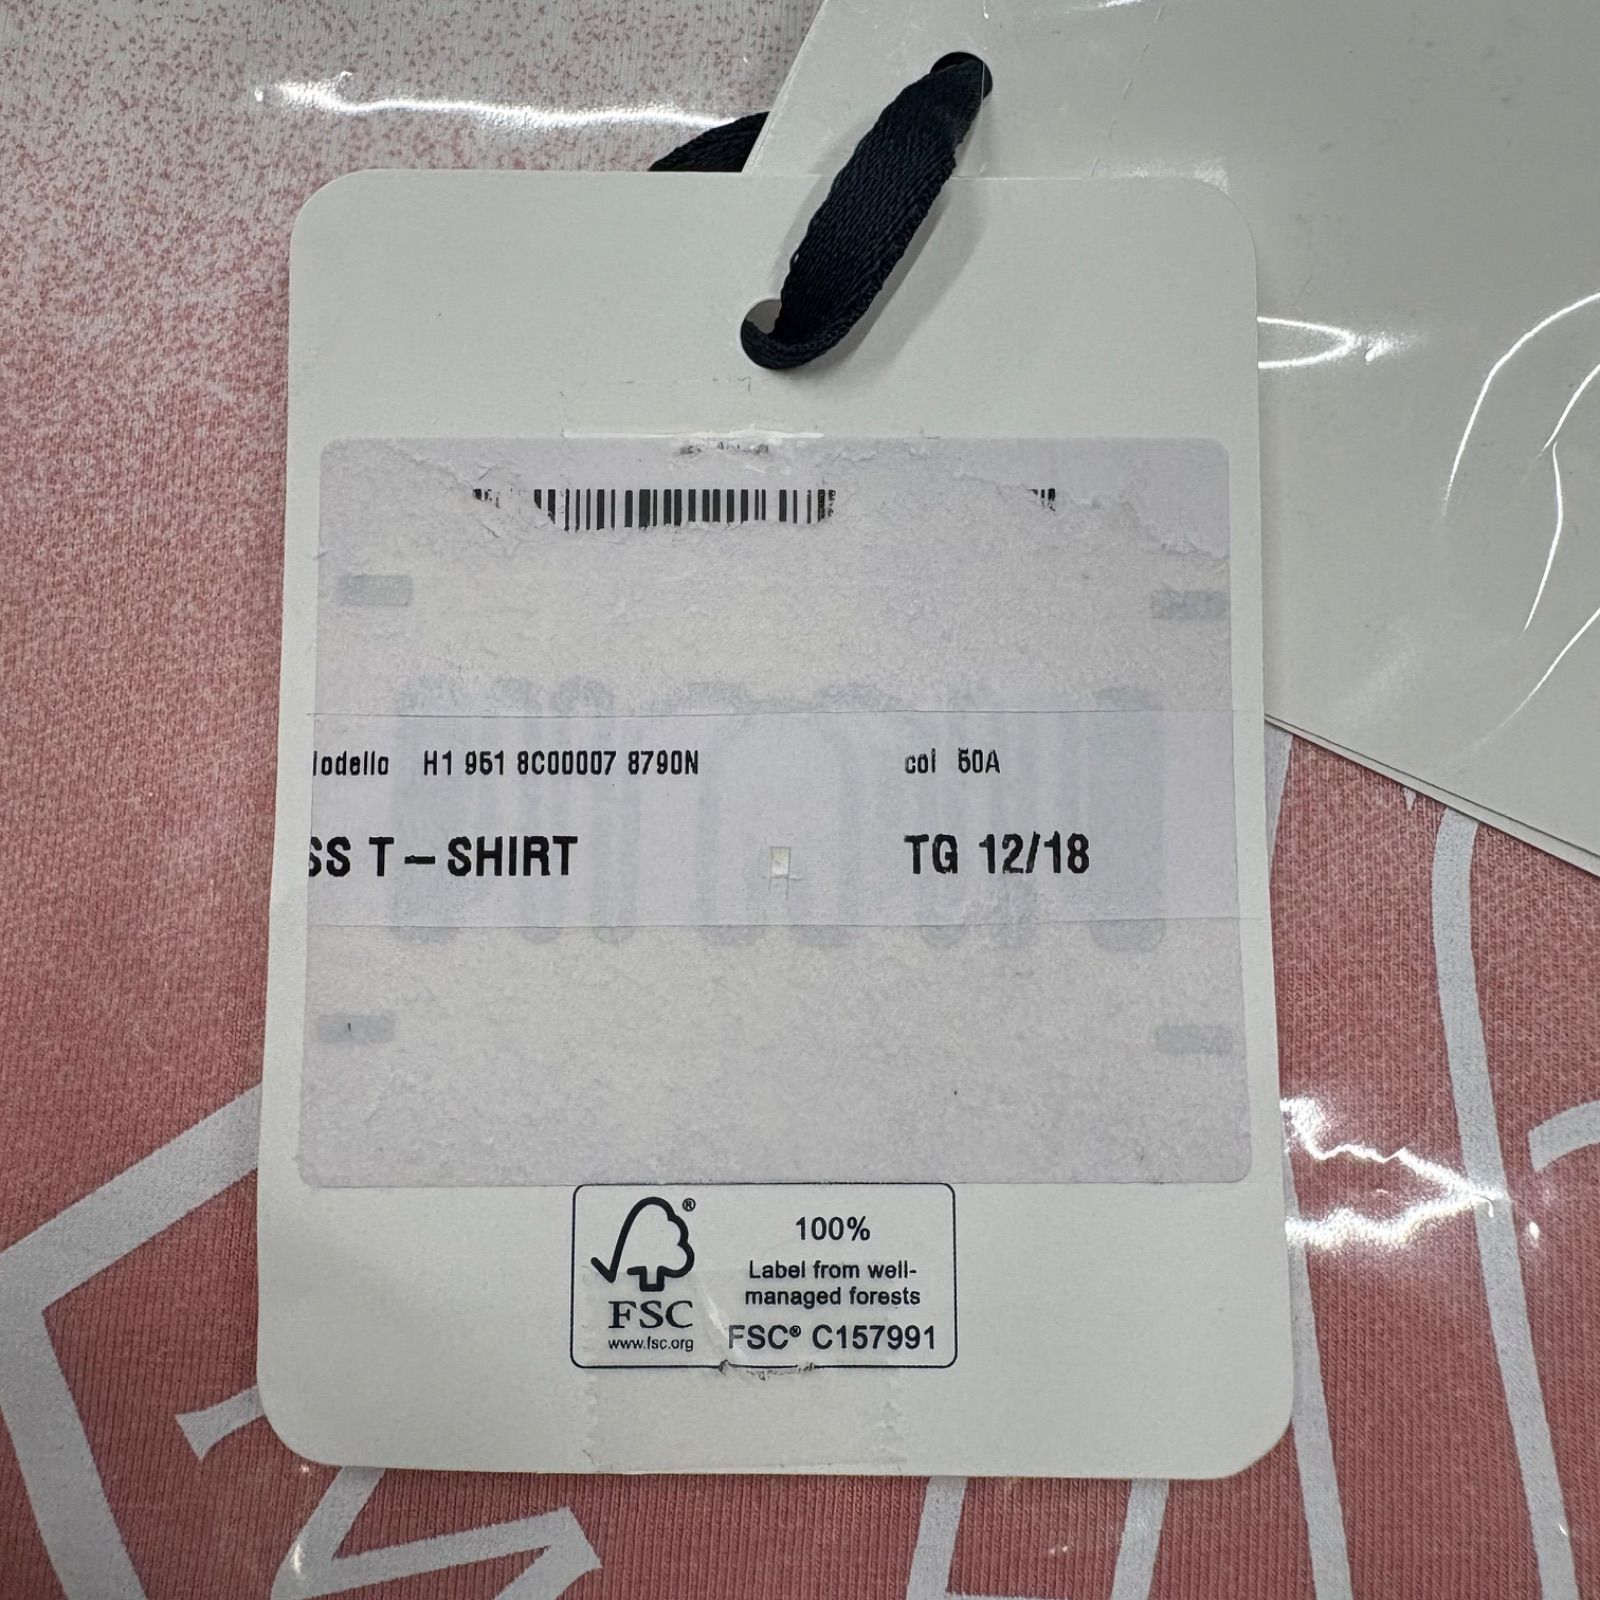 lodello H1 951 8C00007 8790N col 50A
SS T-SHIRT TG 12/18
FSC
www.fsc.org
®
100%
Label from well-
managed forests
FSC® C157991